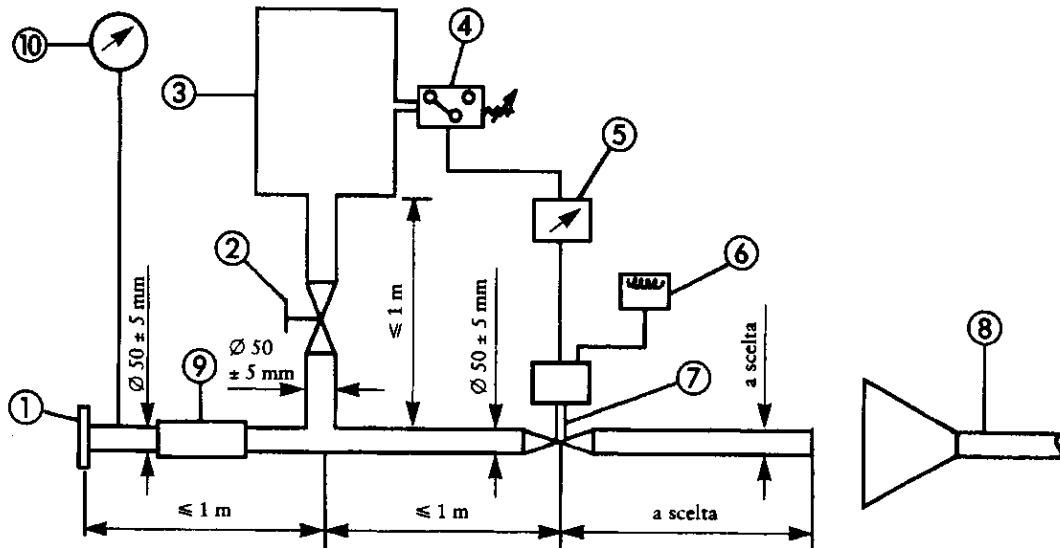 10
4
3
5
2
6
≤ 1 m
Ø 50 ± 5 mm
Ø 50
± 5 mm
Ø 50 ± 5 mm
a scelta
8
9
7
1
≤ 1 m
≤ 1 m
a scelta